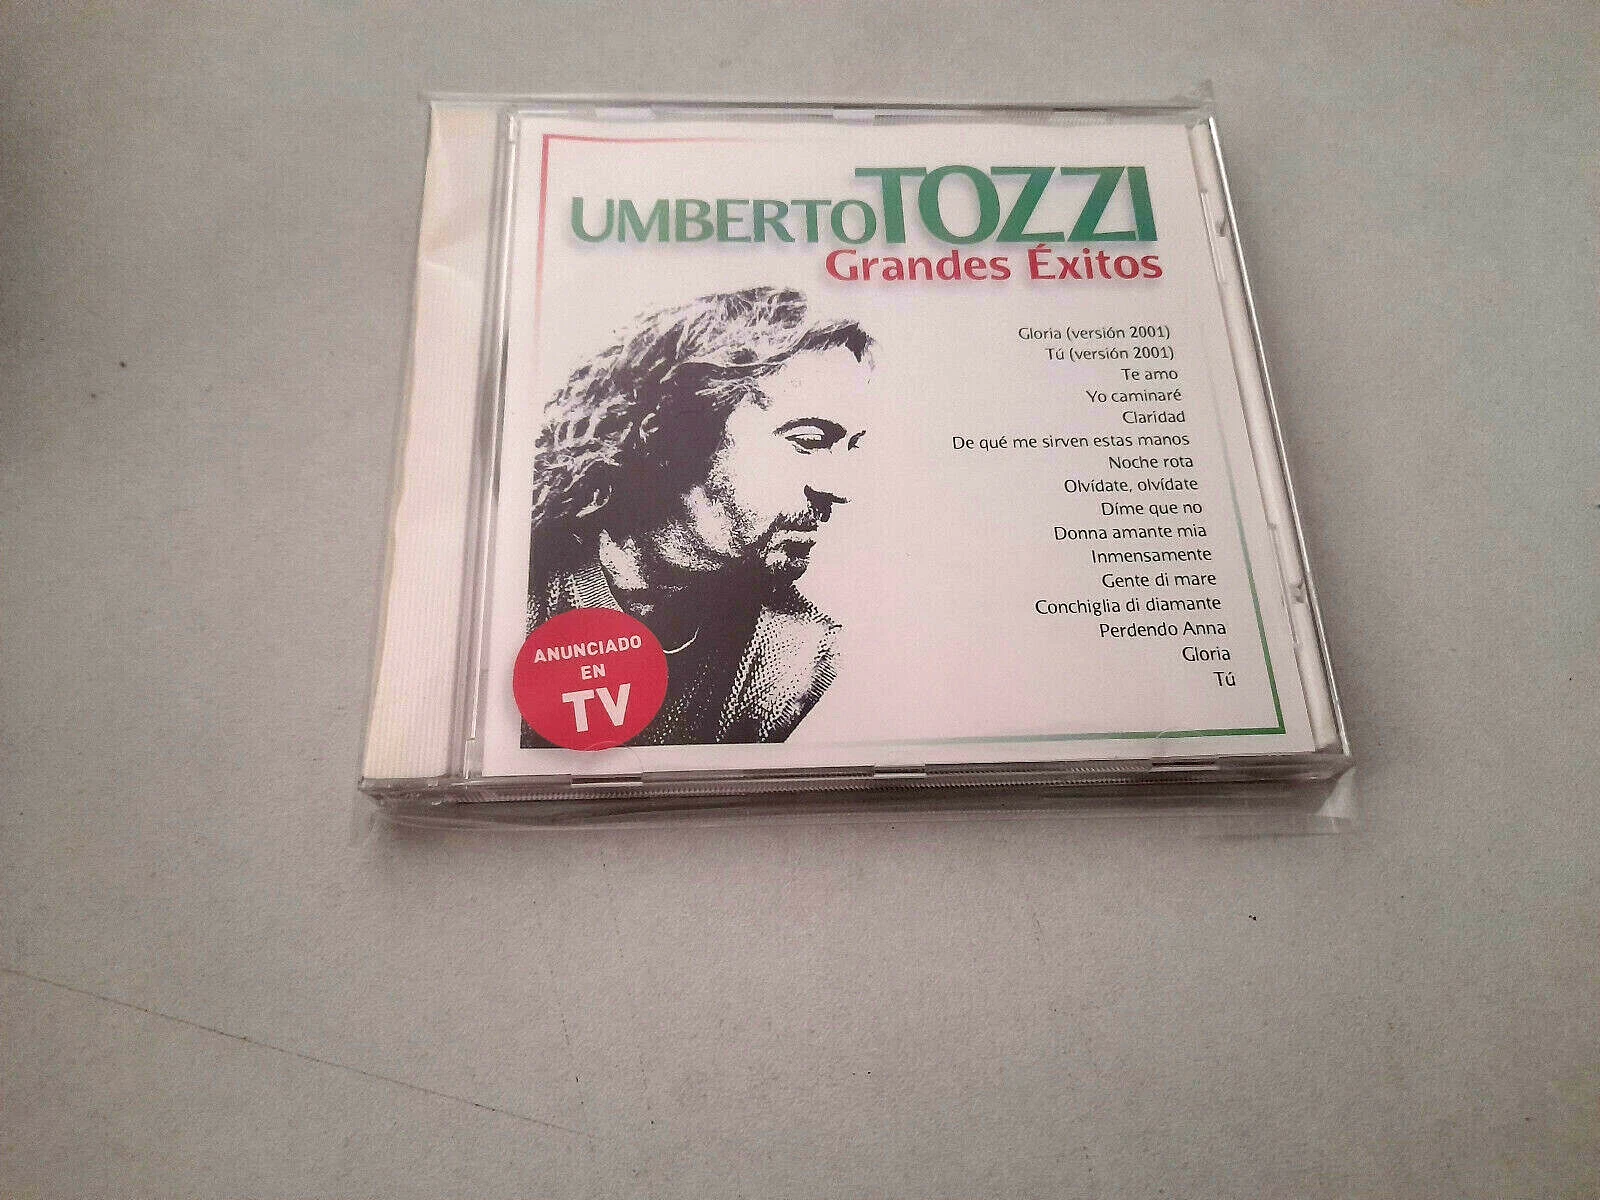 UMBERTO TOZZI
Grandes Éxitos
Gloria (versión 2001)
Tú (versión 2001)
Te amo
Yo caminaré
Claridad
De qué me sirven estas manos
Noche rota
Olvídate, olvídate
Díme que no
Donna amante mia
Inmensamente
Gente di mare
Conchiglia di diamante
Perdendo Anna
Gloria
Tú
ANUNCIADO
EN
TV